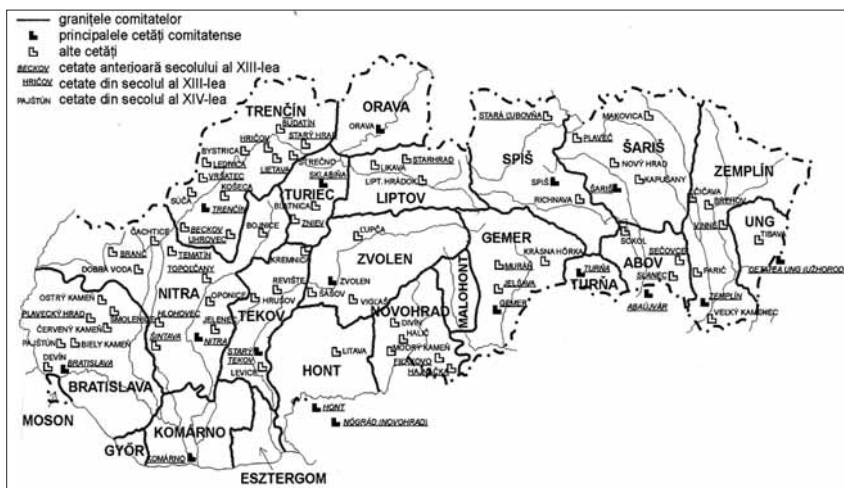 granițele comitatelor
principalele cetăți comitatense
alte cetăți
BECKOV cetate anterioară secolului al XIII-lea
HRIČOV cetate din secolul al XIII-lea
PAJŠTÚN cetate din secolul al XIV-lea
TRENČÍN
BUDATÍN
HRIČOV
STARÝ HRAD
BYSTRICA
LEDNICA
LIETAVA
STREČNO
VRŠATEC
KOŠECA
SÚČA
TRENČÍN
BECKOV
UHROVEC
ORAVA
ORAVA
SKLABIŇA
TURIEC
BLATNICA
ZNIEV
LIKAVA
STARHRAD
LIPT. HRÁDOK
LIPTOV
STARÁ ĽUBOVŇA
SPIŠ
SPIŠ
RICHNAVA
MAKOVICA
PLAVEČ
ŠARIŠ
NOVÝ HRAD
KAPUŠANY
ŠARIŠ
SOKOL
ZEMPLÍN
ČIČAVA
BREHOV
VINNÉ
UNG
TIBAVA
CETATEA UNG (UŽHOROD)
PARIČ
ZEMPLÍN
VEĽKÝ KAMENEC
ABOV
SEČOVCE
SLANEC
ABAÚJVÁR
TURŇA
TURŇA
GEMER
KRÁSNA HÔRKA
MURÁŇ
JELŠAVA
GEMER
MALOHONT
ZVOLEN
ĽUPČA
ZVOLEN
ŠÁŠOV
VIGĽAŠ
NOVOHRAD
DIVÍN
HALIČ
MODRÝ KAMEŇ
FIĽAKOVO
HAJNÁČKA
HONT
LITAVA
HONT
NÓGRÁD (NOVOHRAD)
BOJNICE
KREMNICA
REVIŠTE
HRUŠOV
TEKOV
STARÝ TEKOV
LEVICE
ČACHTICE
BRANČ
DOBRÁ VODA
TEMATÍN
TOPOĽČANY
NITRA
OPONICE
HLOHOVEC
JELENEC
ŠINTAVA
NITRA
OSTRÝ KAMEŇ
PLAVECKÝ HRAD
SMOLENICE
ČERVENÝ KAMEŇ
PAJŠTÚN
BIELY KAMEŇ
DEVÍN
BRATISLAVA
BRATISLAVA
MOSON
GYŐR
KOMÁRNO
KOMÁRNO
ESZTERGOM